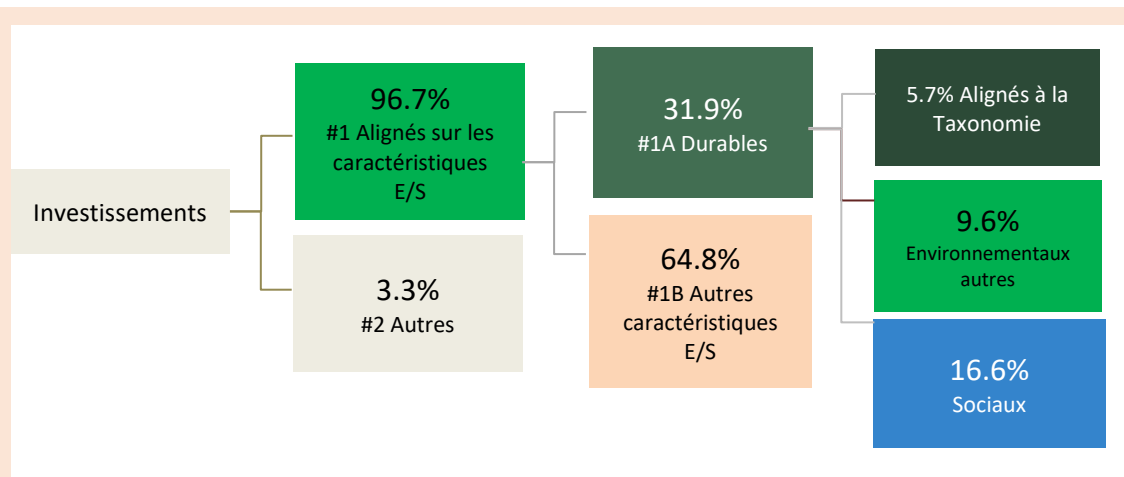 Investissements
96.7%
#1 Alignés sur les
caractéristiques
E/S
3.3%
#2 Autres
31.9%
#1A Durables
64.8%
#1B Autres
caractéristiques
E/S
5.7% Alignés à la
Taxonomie
9.6%
Environnementaux
autres
16.6%
Sociaux